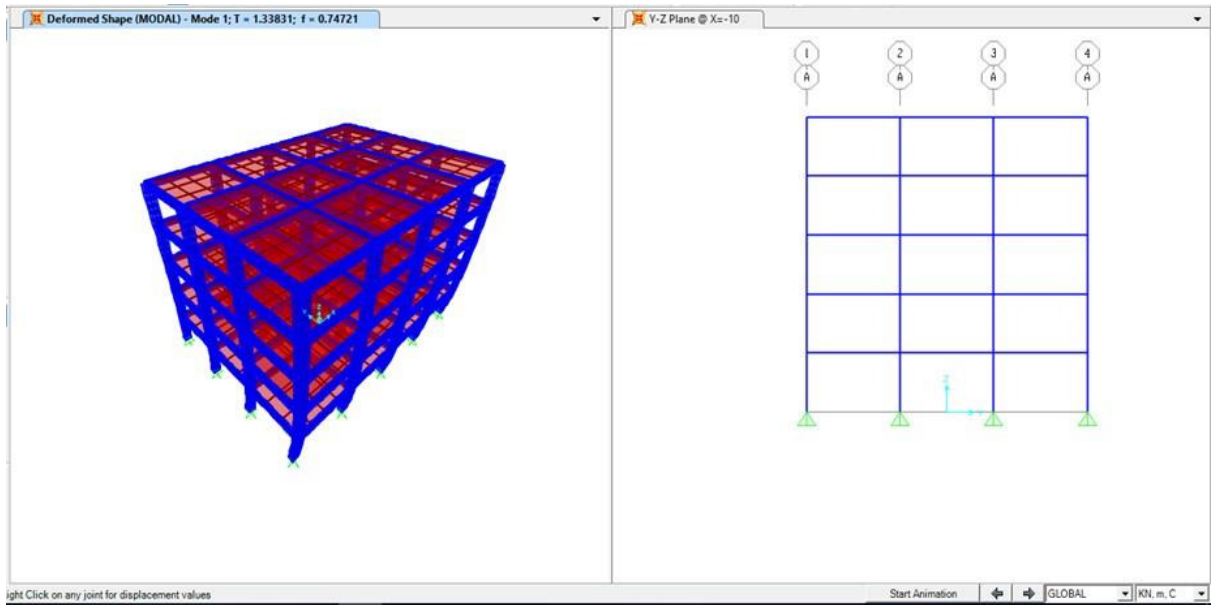 Deformed Shape (MODAL) - Mode 1; T = 1.33831; f = 0.74721
Y-Z Plane @ X=-10
1 2 3 4
A A A A
Z
Y
ight Click on any joint for displacement values
Start Animation
GLOBAL
KN, m, C